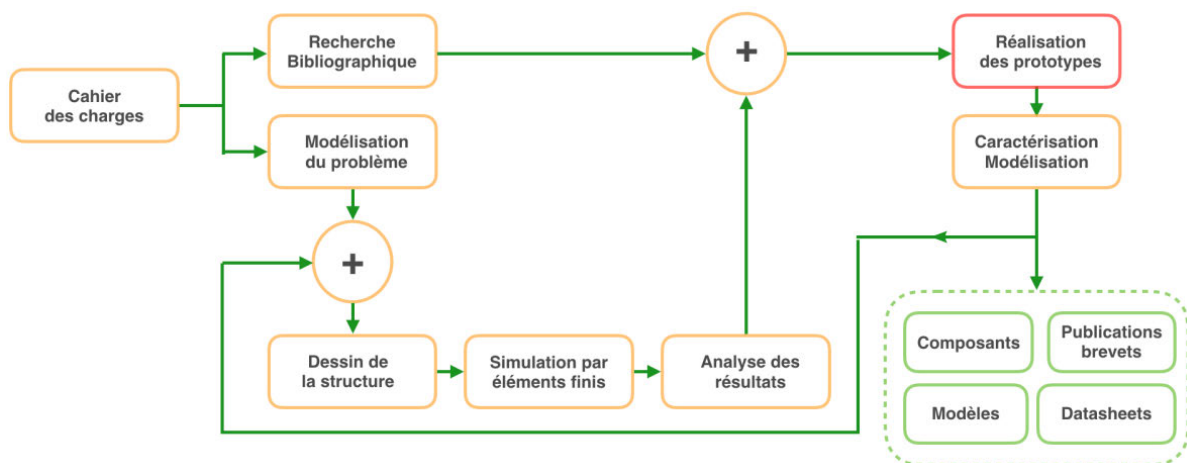 Cahier
des charges
Recherche
Bibliographique
Modélisation
du problème
+
+
Réalisation
des prototypes
Caractérisation
Modélisation
Dessin de
la structure
Simulation par
éléments finis
Analyse des
résultats
Composants
Publications
brevets
Modèles
Datasheets